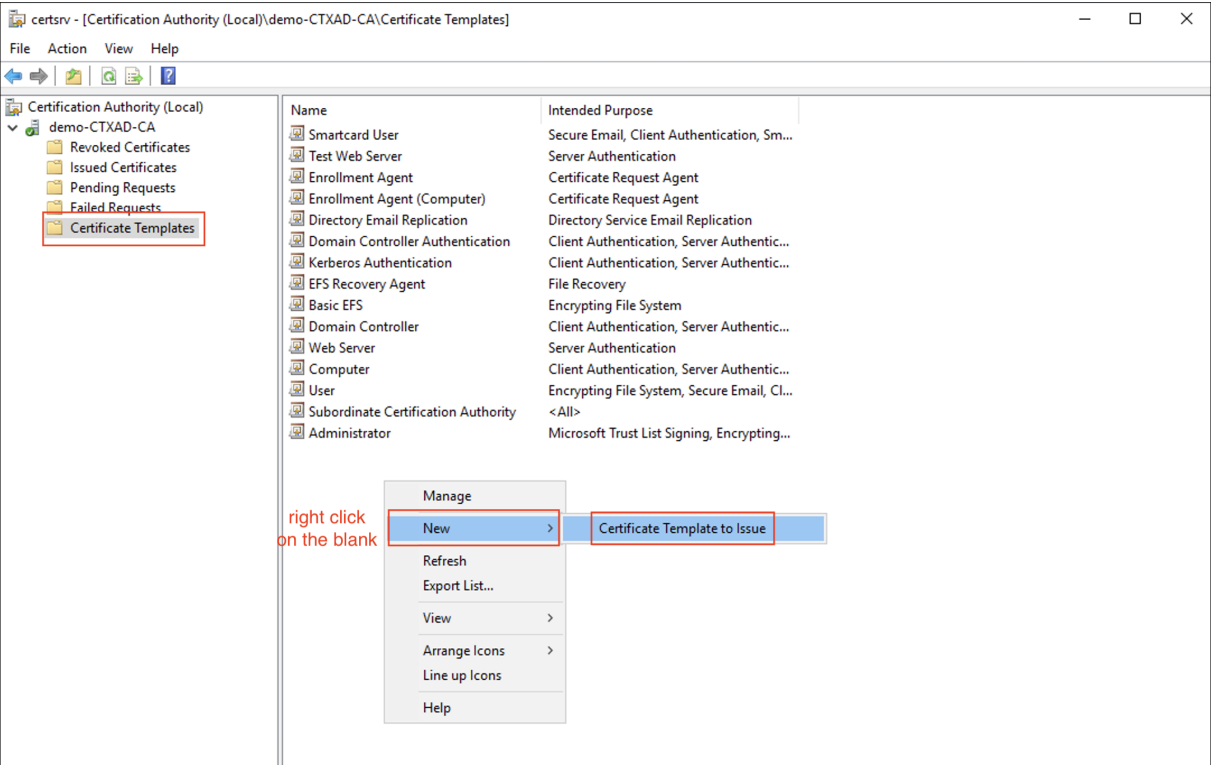 certsrv - [Certification Authority (Local)\demo-CTXAD-CA\Certificate Templates]
File Action View Help
Certification Authority (Local)
demo-CTXAD-CA
Revoked Certificates
Issued Certificates
Pending Requests
Failed Requests
Certificate Templates
Name Intended Purpose
Smartcard User Secure Email, Client Authentication, Sm...
Test Web Server Server Authentication
Enrollment Agent Certificate Request Agent
Enrollment Agent (Computer) Certificate Request Agent
Directory Email Replication Directory Service Email Replication
Domain Controller Authentication Client Authentication, Server Authentic...
Kerberos Authentication Client Authentication, Server Authentic...
EFS Recovery Agent File Recovery
Basic EFS Encrypting File System
Domain Controller Client Authentication, Server Authentic...
Web Server Server Authentication
Computer Client Authentication, Server Authentic...
User Encrypting File System, Secure Email, Cl...
Subordinate Certification Authority <All>
Administrator Microsoft Trust List Signing, Encrypting...
right click
on the blank
Manage
New > Certificate Template to Issue
Refresh
Export List...
View >
Arrange Icons >
Line up Icons
Help